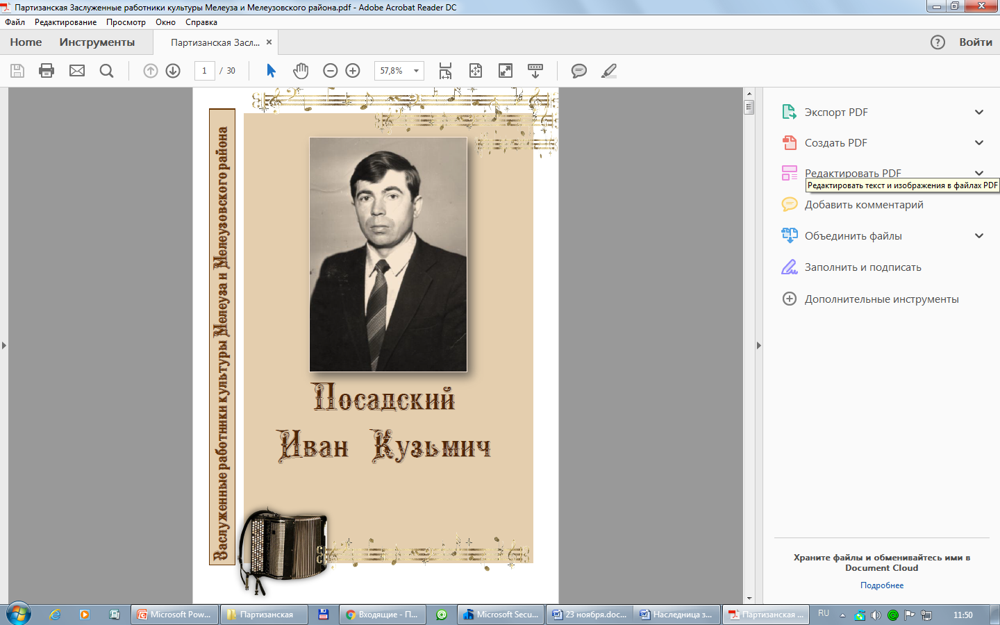 Партизанская Заслуженные работники культуры Мелеуза и Мелеузовского района.pdf - Adobe Acrobat Reader DC
Файл Редактирование Просмотр Окно Справка
Home Инструменты Партизанская Засл... × Войти
1 / 30 57,8%
Заслуженные работники культуры Мелеуза и Мелеузовского района
Посадский
Иван Кузьмич
Экспорт PDF
Создать PDF
Редактировать PDF
Редактировать текст и изображения в файлах PDF
Добавить комментарий
Объединить файлы
Заполнить и подписать
Дополнительные инструменты
Храните файлы и обменивайтесь ими в
Document Cloud
Подробнее
Microsoft Pow... Партизанская Входящие - П... Microsoft Secu... 23 ноября.doc... Наследница з... Партизанская ... RU 11:50